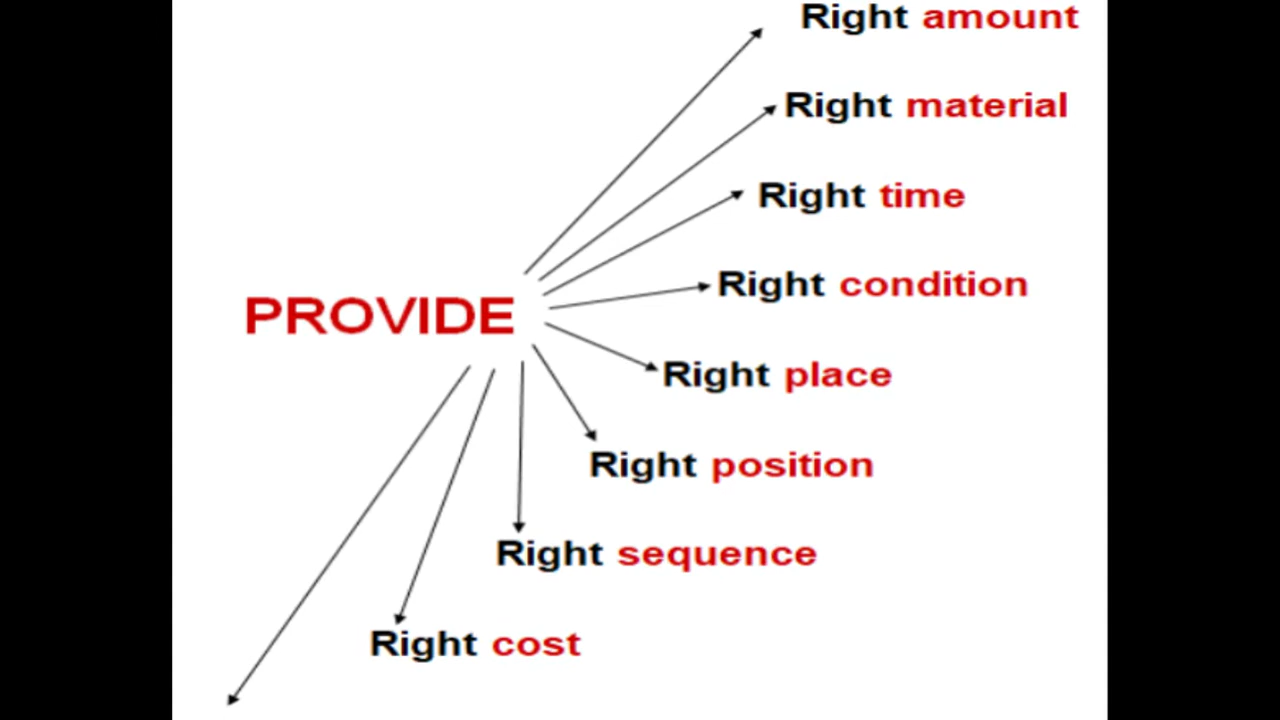 Right amount
Right material
Right time
Right condition
PROVIDE
Right place
Right position
Right sequence
Right cost